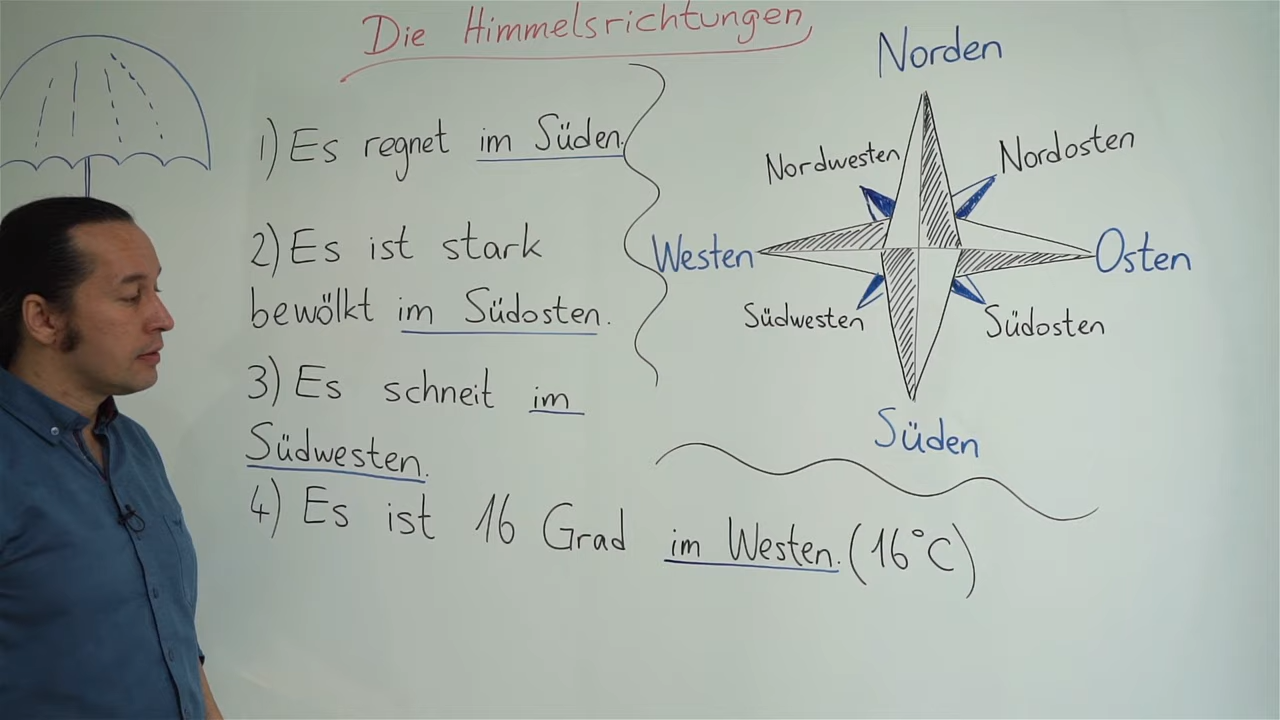 Die Himmelsrichtungen
1) Es regnet im Süden.
2) Es ist stark
bewölkt im Südosten.
3) Es schneit im
Südwesten.
4) Es ist 16 Grad im Westen. (16°C)
Norden
Nordwesten
Nordosten
Westen
Osten
Südwesten
Südosten
Süden